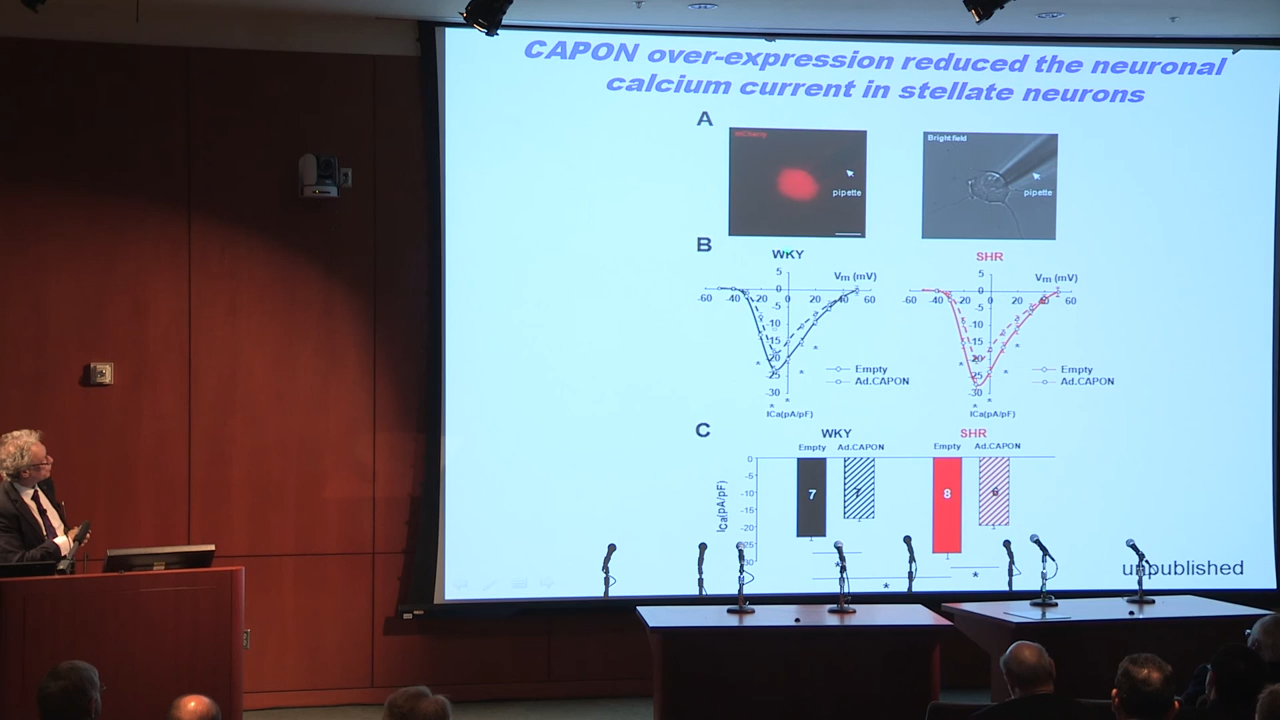 CAPON over-expression reduced the neuronal
calcium current in stellate neurons
A
mCherry
pipette
Bright field
pipette
B
WKY
5
Vm (mV)
-60 -40 -20 0 20 40 60
-5
-10
-15
-20
-25
-30
* * * * *
ICa(pA/pF)
Empty
Ad.CAPON
SHR
5
Vm (mV)
-60 -40 -20 0 20 40 60
-5
-10
-15
-20
-25
-30
* * * * *
ICa(pA/pF)
Empty
Ad.CAPON
C
WKY SHR
Empty Ad.CAPON Empty Ad.CAPON
0
-5
-10
-15
-20
-25
ICa(pA/pF)
7 7 8 6
* * *
unpublished